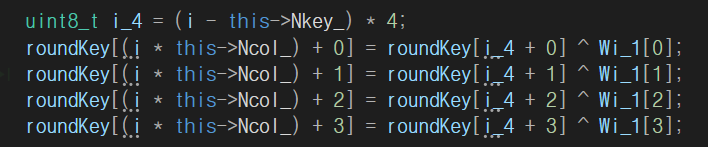 uint8_t i_4 = (i - this->Nkey_) * 4;
roundKey[(i * this->Ncol_) + 0] = roundKey[i_4 + 0] ^ Wi_1[0];
roundKey[(i * this->Ncol_) + 1] = roundKey[i_4 + 1] ^ Wi_1[1];
roundKey[(i * this->Ncol_) + 2] = roundKey[i_4 + 2] ^ Wi_1[2];
roundKey[(i * this->Ncol_) + 3] = roundKey[i_4 + 3] ^ Wi_1[3];